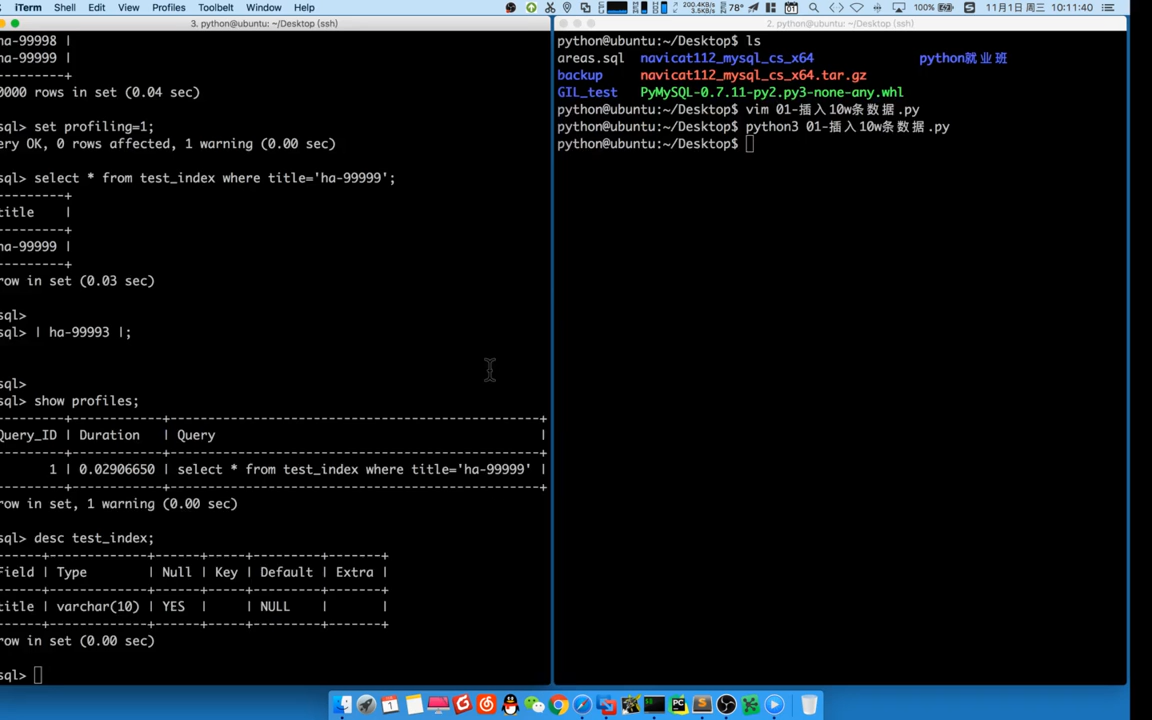 iTerm Shell Edit View Profiles Toolbelt Window Help 200.4KB/s 3.5KB/s 78° 100% 11月1日 周三 10:11:40
3. python@ubuntu: ~/Desktop (ssh)
ha-99998 |
ha-99999 |
---------+
0000 rows in set (0.04 sec)
sql> set profiling=1;
ery OK, 0 rows affected, 1 warning (0.00 sec)
sql> select * from test_index where title='ha-99999';
---------+
title |
---------+
ha-99999 |
---------+
row in set (0.03 sec)
sql>
sql> | ha-99993 |;
sql>
sql> show profiles;
---------+------------+--------------------------------------------------+
Query_ID | Duration | Query |
---------+------------+--------------------------------------------------+
1 | 0.02906650 | select * from test_index where title='ha-99999' |
---------+------------+--------------------------------------------------+
row in set, 1 warning (0.00 sec)
sql> desc test_index;
------+-------------+------+-----+---------+-------+
Field | Type | Null | Key | Default | Extra |
------+-------------+------+-----+---------+-------+
title | varchar(10) | YES | | NULL | |
------+-------------+------+-----+---------+-------+
row in set (0.00 sec)
sql>
2. python@ubuntu: ~/Desktop (ssh)
python@ubuntu:~/Desktop$ ls
areas.sql navicat112_mysql_cs_x64 python就业班
backup navicat112_mysql_cs_x64.tar.gz
GIL_test PyMySQL-0.7.11-py2.py3-none-any.whl
python@ubuntu:~/Desktop$ vim 01-插入10w条数据.py
python@ubuntu:~/Desktop$ python3 01-插入10w条数据.py
python@ubuntu:~/Desktop$